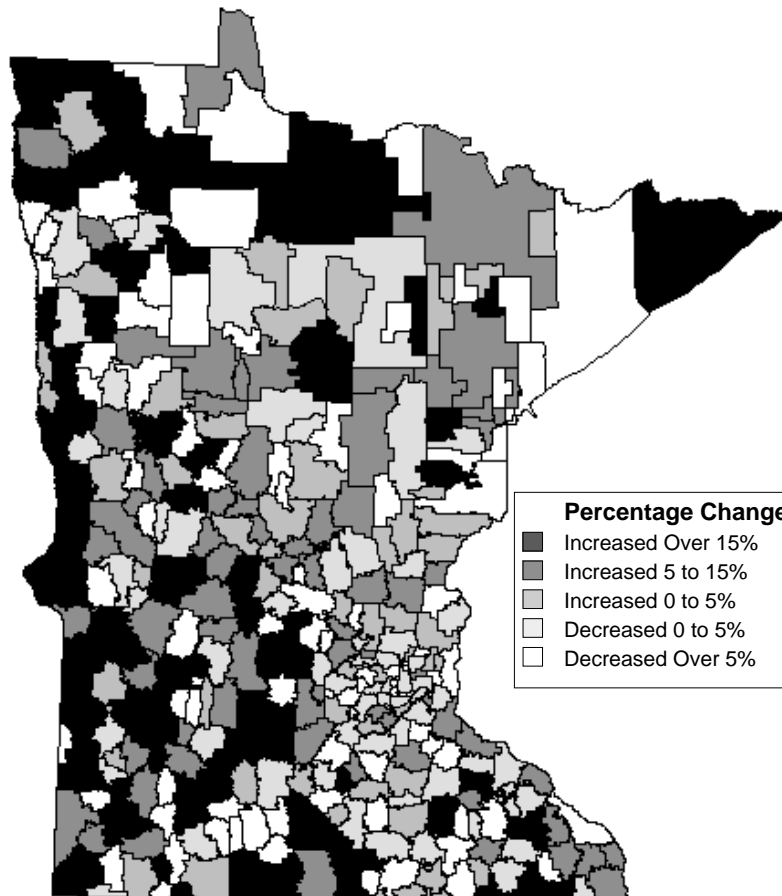 Percentage Change
Increased Over 15%
Increased 5 to 15%
Increased 0 to 5%
Decreased 0 to 5%
Decreased Over 5%